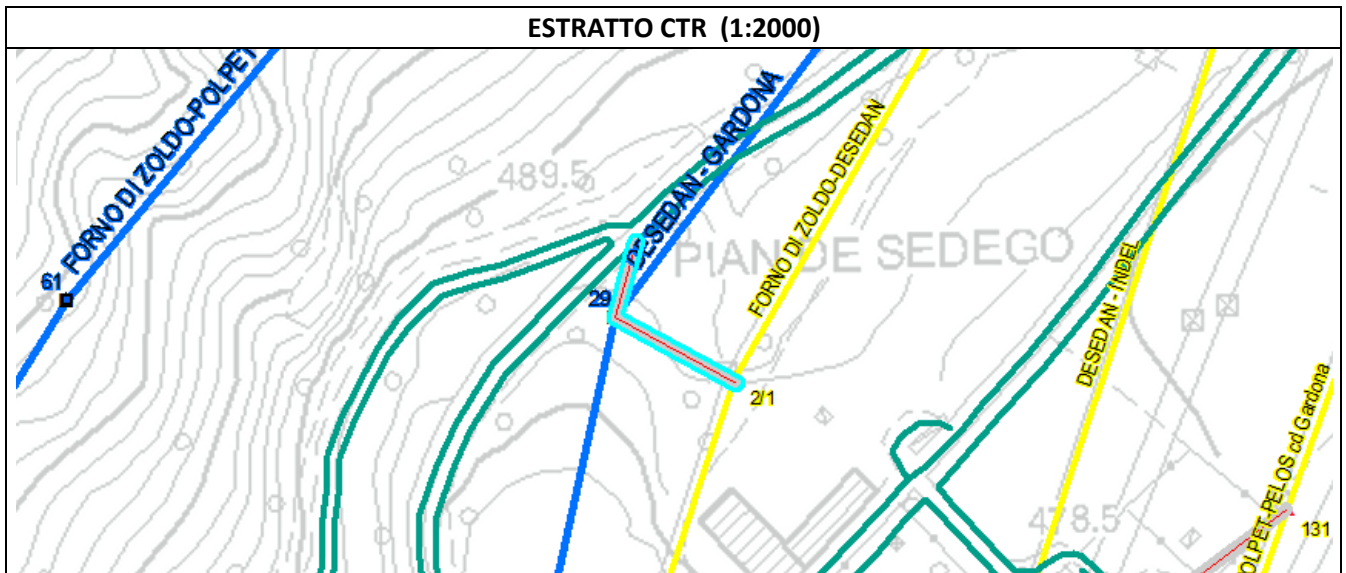 ESTRATTO CTR (1:2000)
FORNO DI ZOLDO-POLPET
61
489.5
DESEDAN - GARDONA
FORNO DI ZOLDO-DESEDAN
PIAN DE SEDEGO
29
2/1
DESEDAN - INDEL
478.5
OLPET-PELOS cd Gardona
131